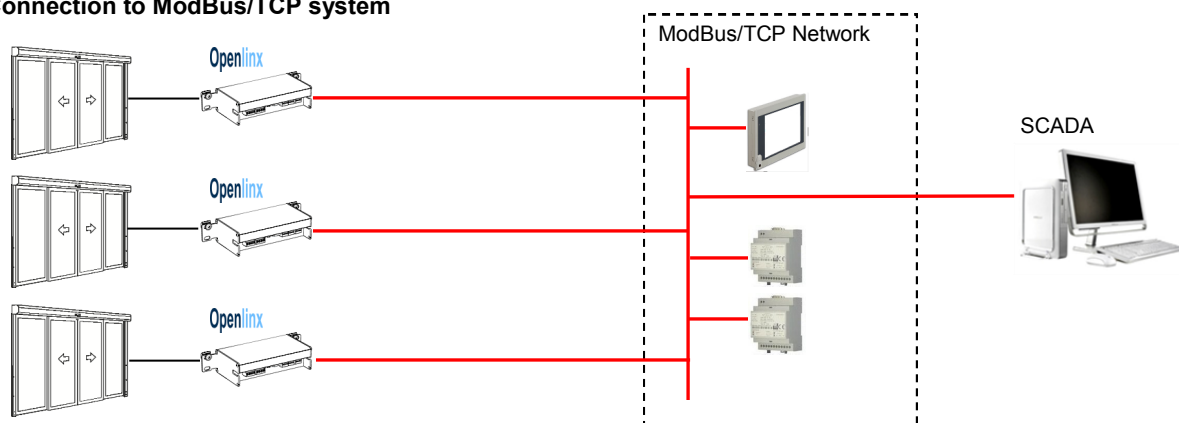 onnection to ModBus/TCP system
ModBus/TCP Network
Openlinx
SCADA
Openlinx
Openlinx